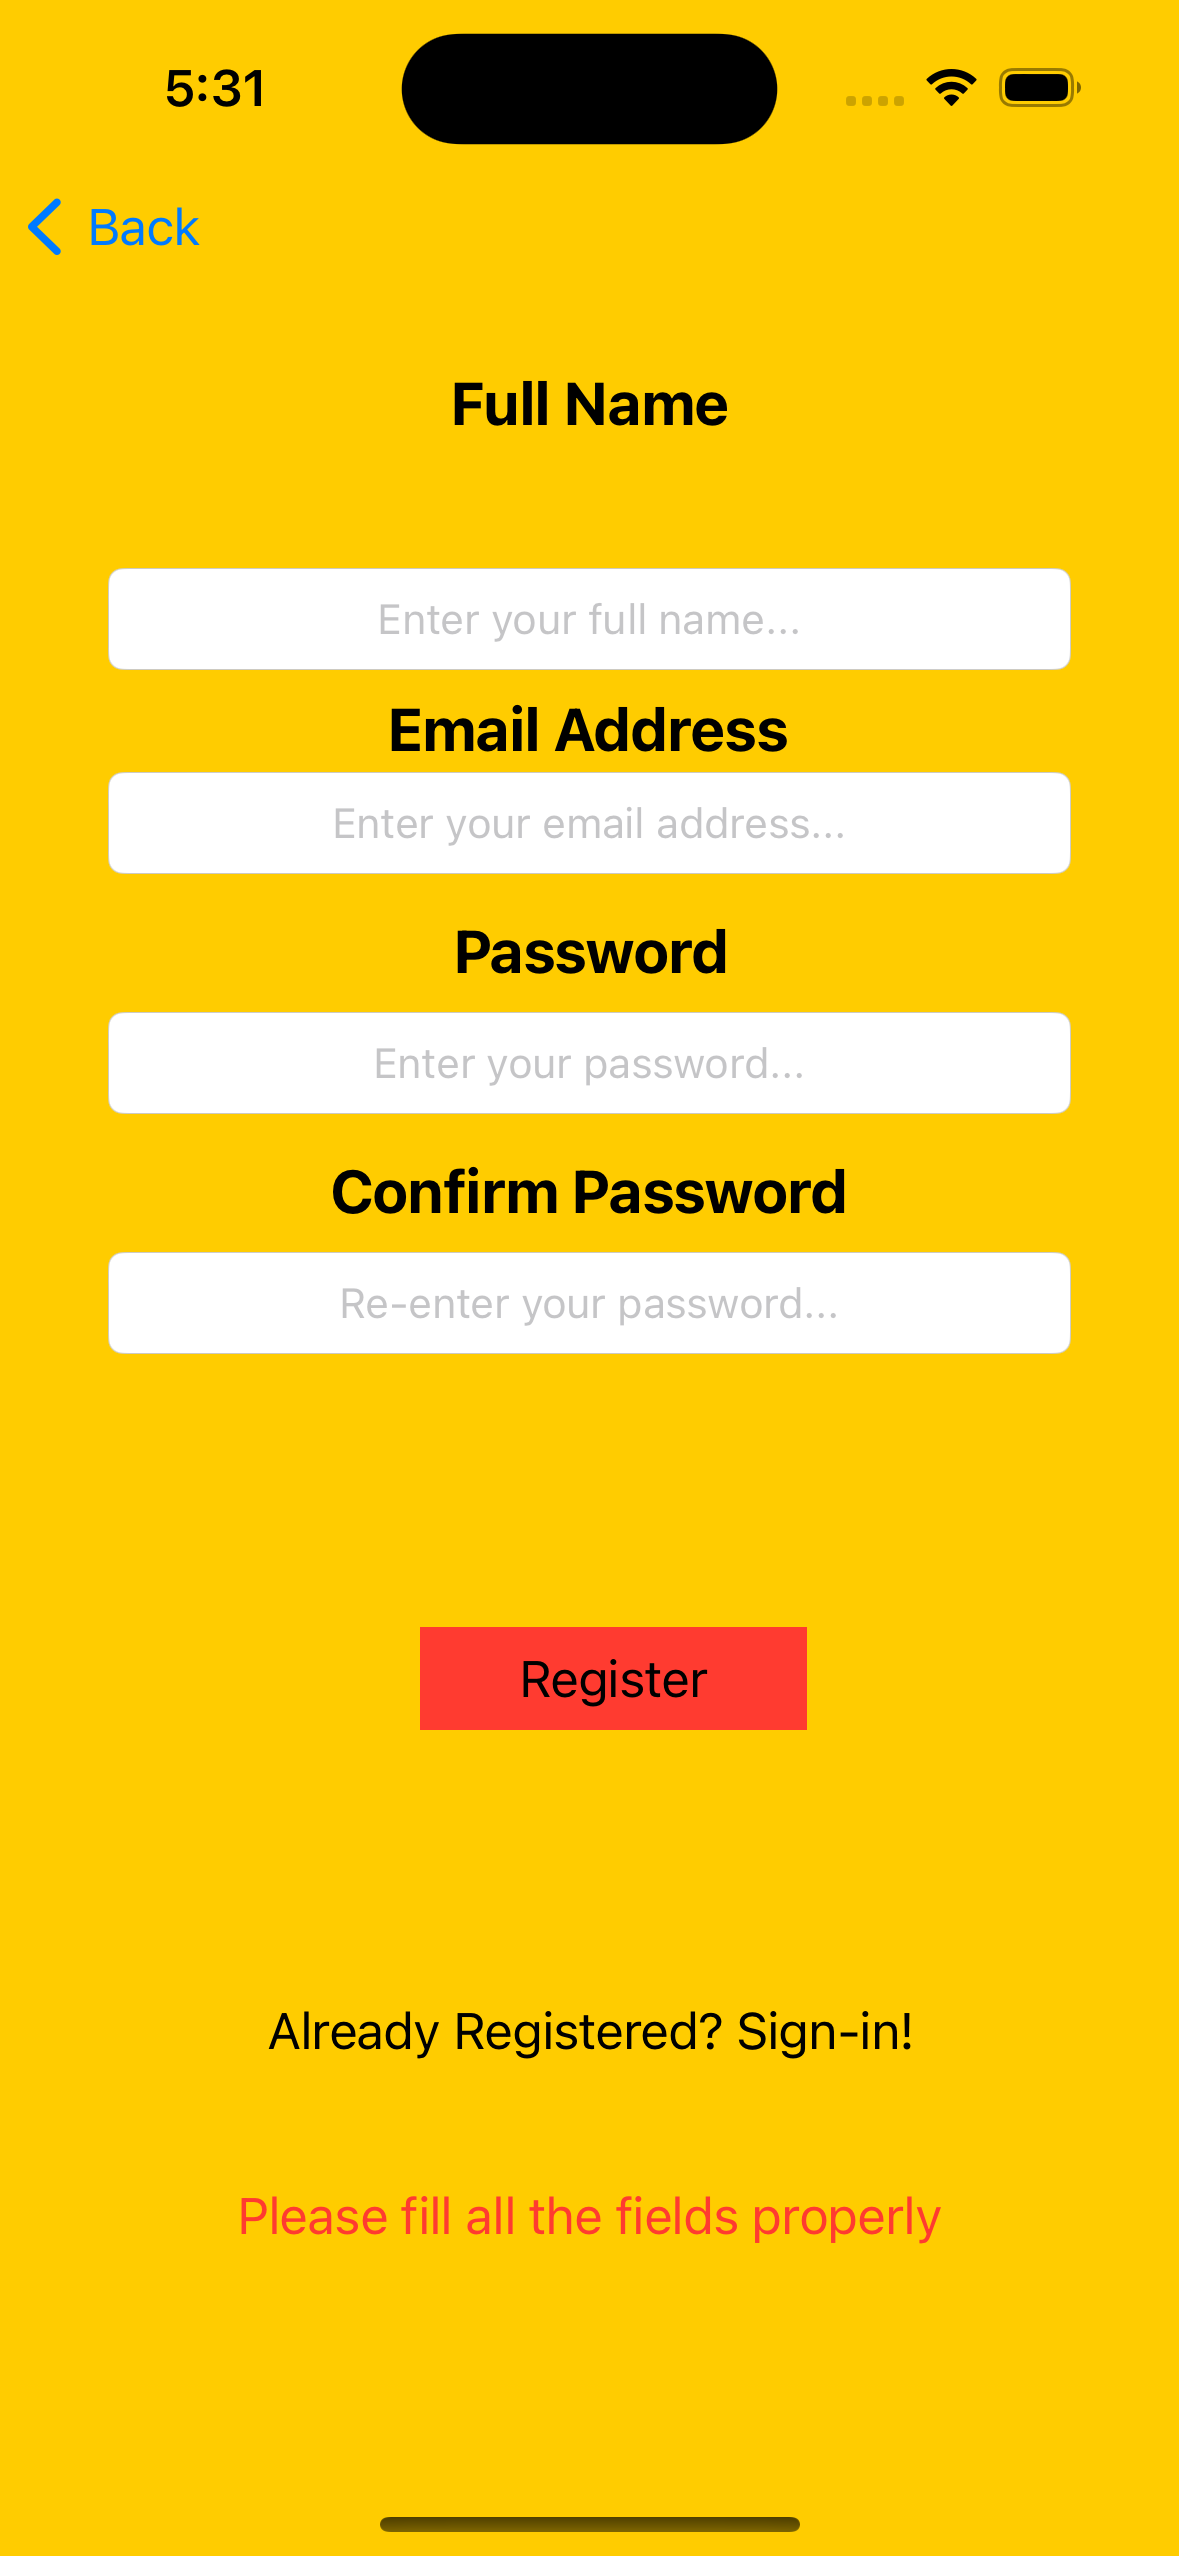 5:31
Back
Full Name
Enter your full name...
Email Address
Enter your email address...
Password
Enter your password...
Confirm Password
Re-enter your password...
Register
Already Registered? Sign-in!
Please fill all the fields properly